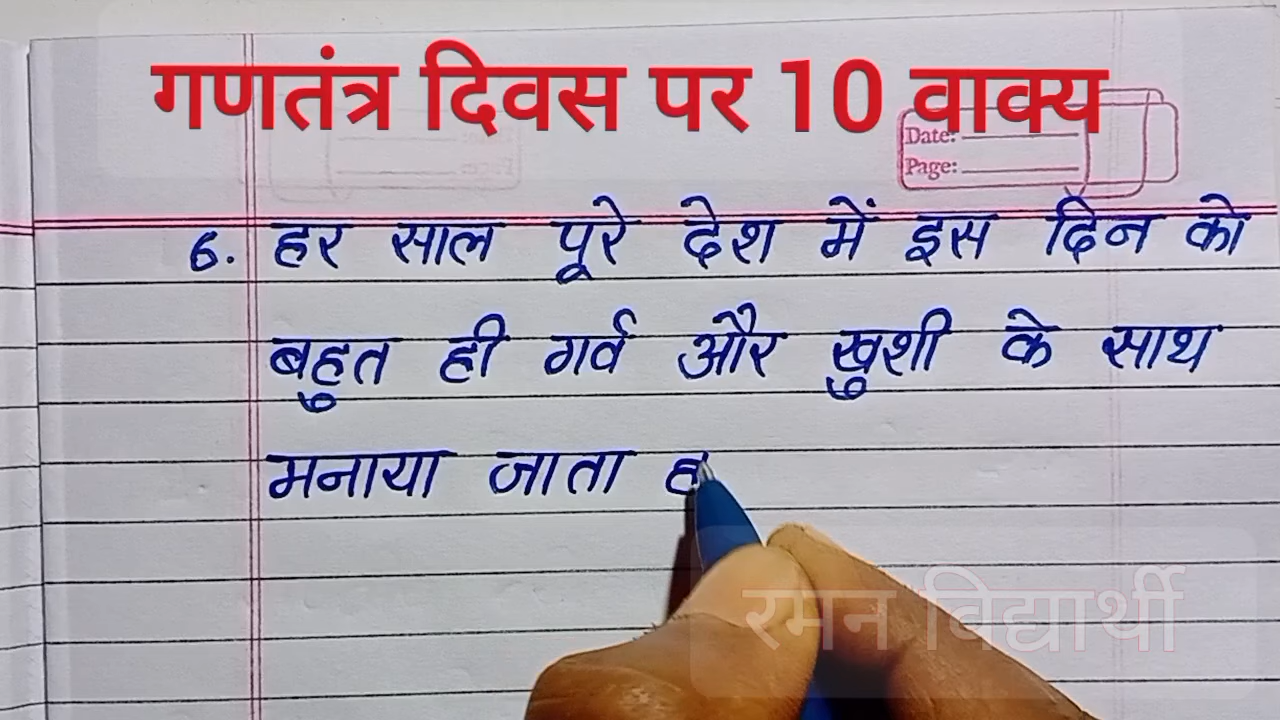 गणतंत्र दिवस पर 10 वाक्य
Date:
Page:
6. हर साल पूरे देश में इस दिन को
बहुत ही गर्व और खुशी के साथ
मनाया जाता ह
रमन विद्यार्थी